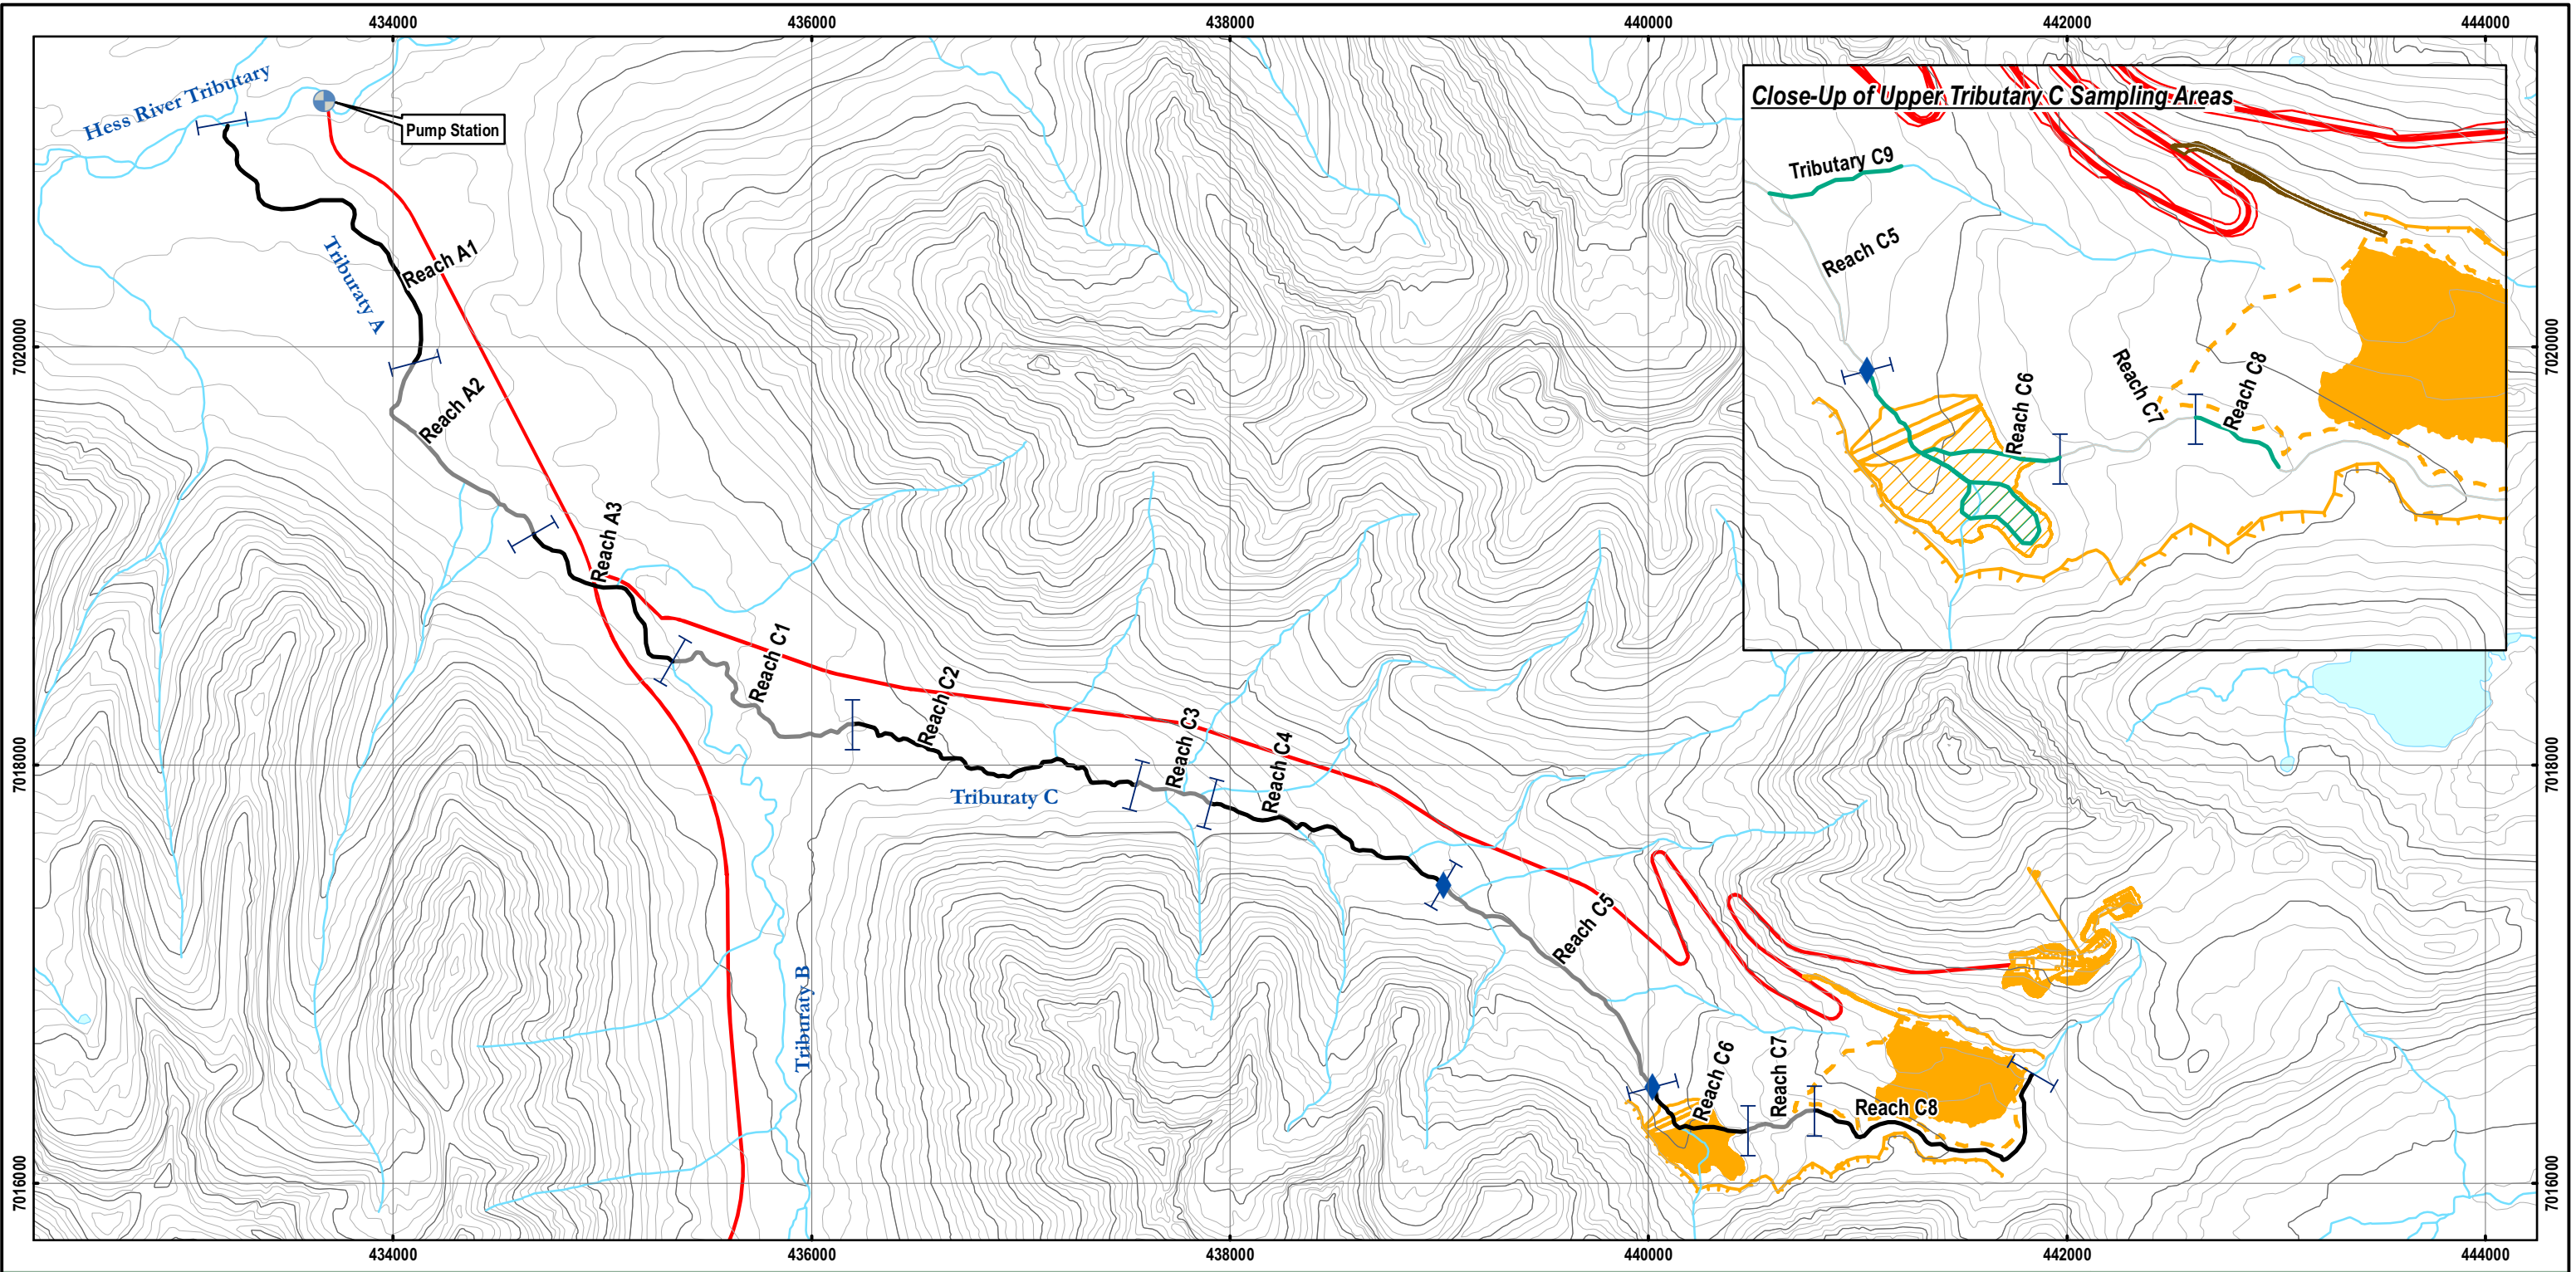 434000
436000
438000
440000
442000
444000
Hess River Tributary
Pump Station
Close-Up of Upper Tributary C Sampling Areas
Tributary C9
Reach C5
Reach C6
Reach C7
Reach C8
Triburaty A
Reach A1
7020000
7020000
Reach A2
Reach A3
Reach C1
Reach C2
Reach C3
Reach C4
7018000
7018000
Triburaty C
Reach C5
Triburaty B
Reach C6
Reach C7
Reach C8
7016000
7016000
434000
436000
438000
440000
442000
444000